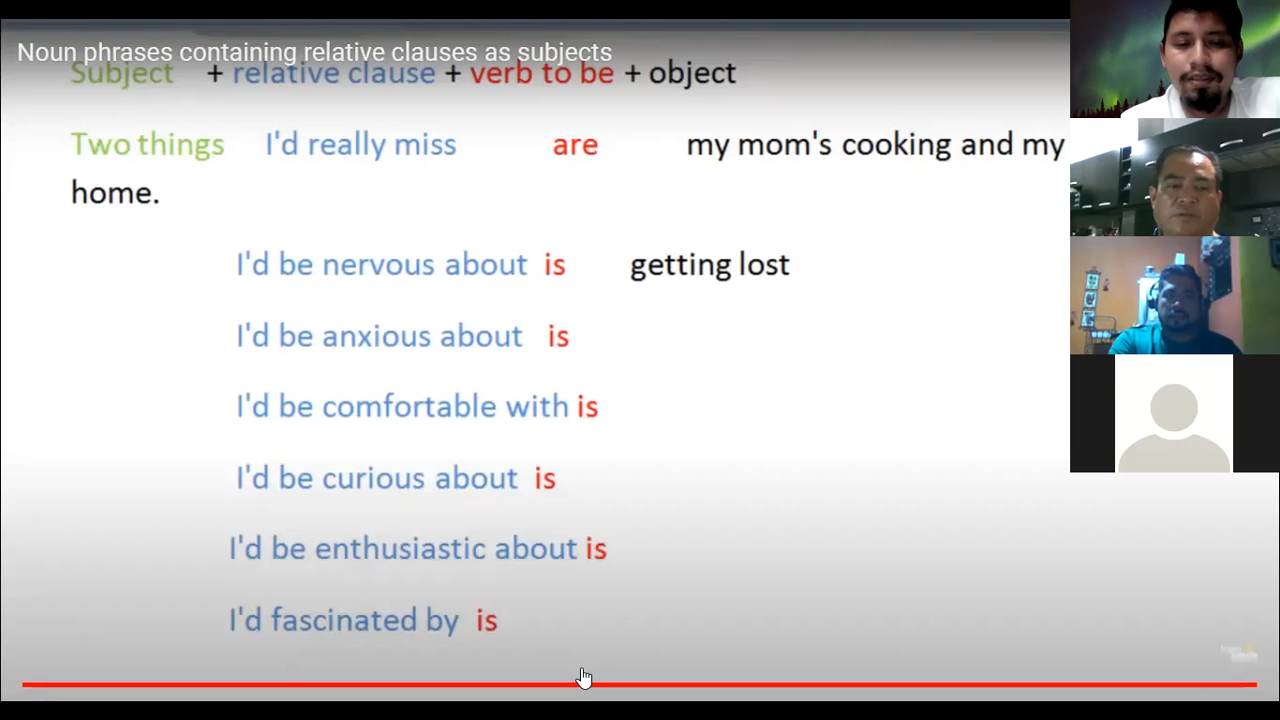 Noun phrases containing relative clauses as subjects
Subject + relative clause + verb to be + object
Two things I'd really miss are my mom's cooking and my
home.
I'd be nervous about is getting lost
I'd be anxious about is
I'd be comfortable with is
I'd be curious about is
I'd be enthusiastic about is
I'd fascinated by is